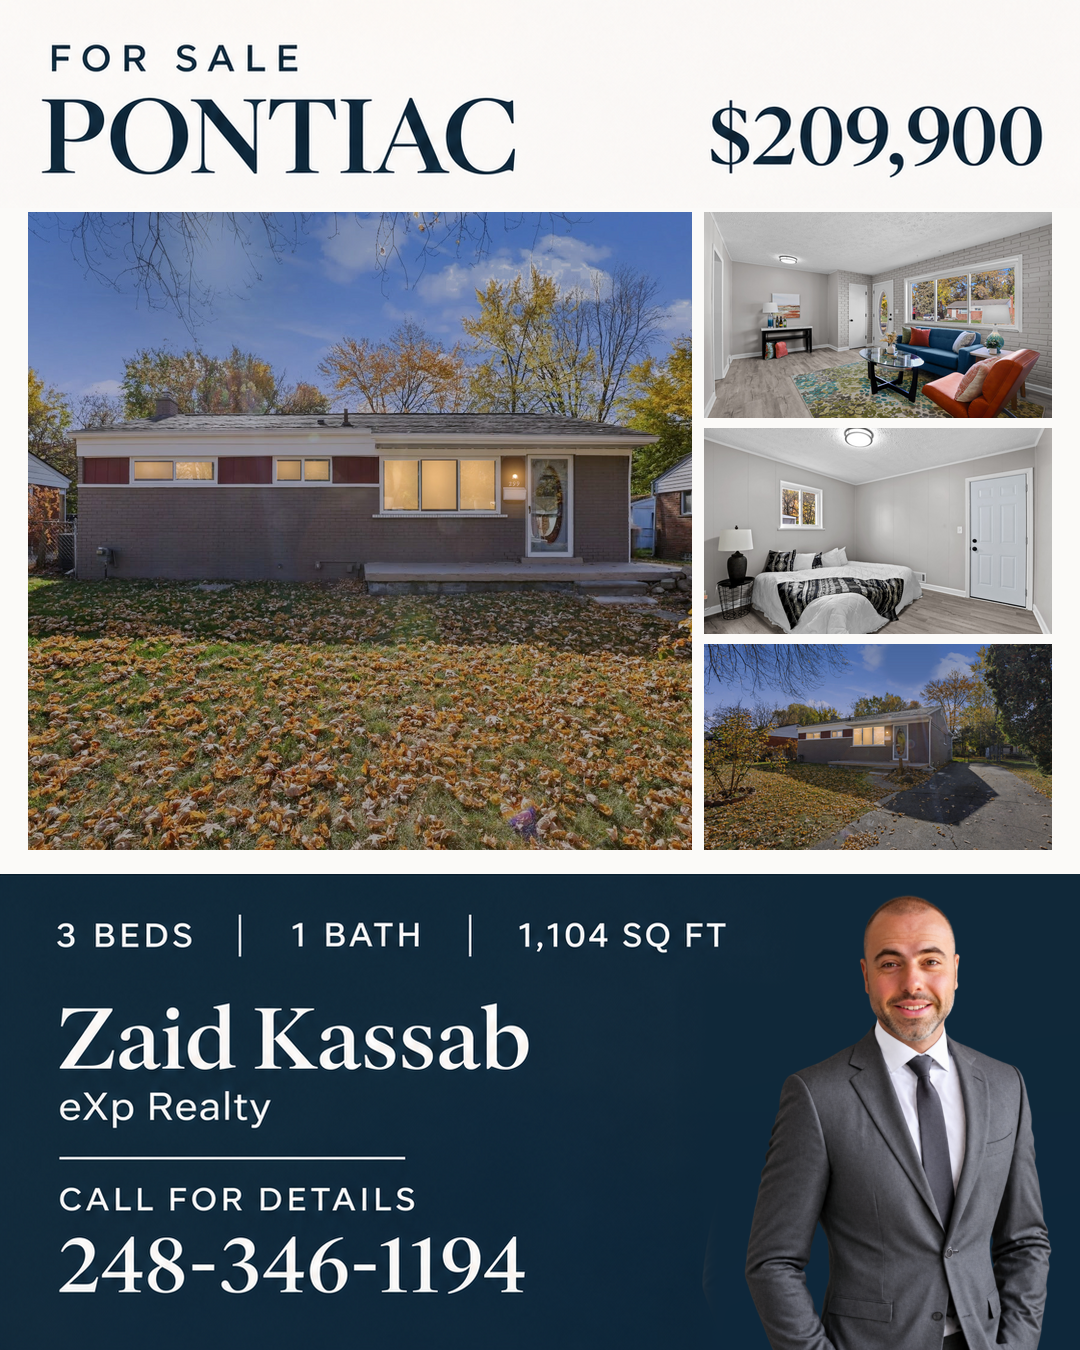 FOR SALE
PONTIAC
$209,900
3 BEDS | 1 BATH | 1,104 SQ FT
Zaid Kassab
eXp Realty
CALL FOR DETAILS
248-346-1194